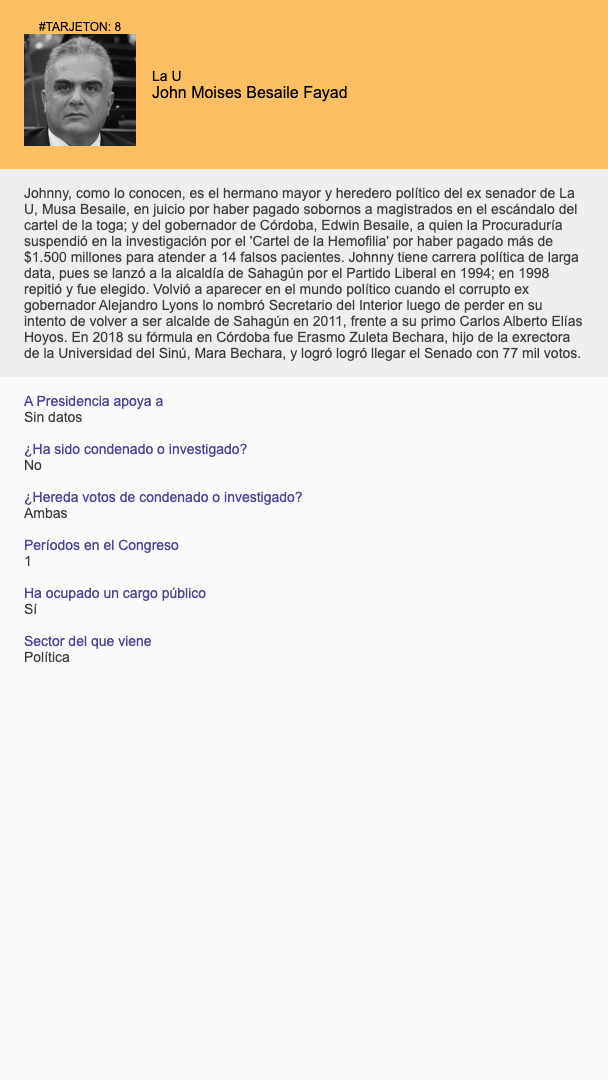 #TARJETON: 8
La U
John Moises Besaile Fayad
Johnny, como lo conocen, es el hermano mayor y heredero político del ex senador de La
U, Musa Besaile, en juicio por haber pagado sobornos a magistrados en el escándalo del
cartel de la toga; y del gobernador de Córdoba, Edwin Besaile, a quien la Procuraduría
suspendió en la investigación por el 'Cartel de la Hemofilia' por haber pagado más de
$1.500 millones para atender a 14 falsos pacientes. Johnny tiene carrera política de larga
data, pues se lanzó a la alcaldía de Sahagún por el Partido Liberal en 1994; en 1998
repitió y fue elegido. Volvió a aparecer en el mundo político cuando el corrupto ex
gobernador Alejandro Lyons lo nombró Secretario del Interior luego de perder en su
intento de volver a ser alcalde de Sahagún en 2011, frente a su primo Carlos Alberto Elías
Hoyos. En 2018 su fórmula en Córdoba fue Erasmo Zuleta Bechara, hijo de la exrectora
de la Universidad del Sinú, Mara Bechara, y logró logró llegar el Senado con 77 mil votos.
A Presidencia apoya a
Sin datos
¿Ha sido condenado o investigado?
No
¿Hereda votos de condenado o investigado?
Ambas
Períodos en el Congreso
1
Ha ocupado un cargo público
Sí
Sector del que viene
Política